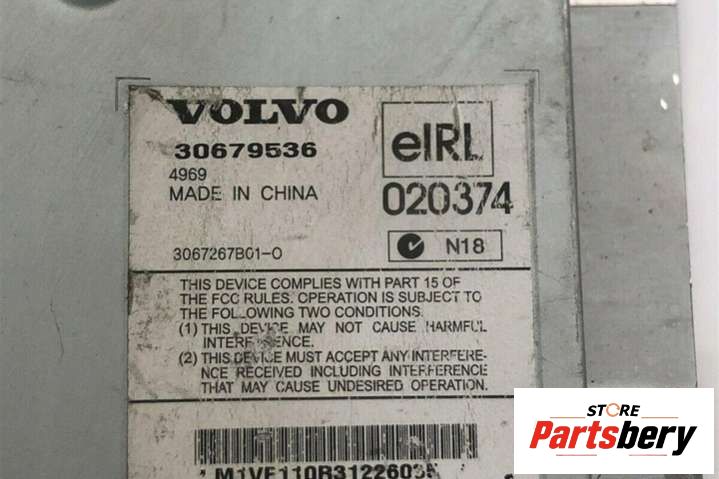 VOLVO
30679536
4969
MADE IN CHINA
eIRL
020374
3067267B01-0
N18
THIS DEVICE COMPLIES WITH PART 15 OF
THE FCC RULES. OPERATION IS SUBJECT TO
THE FOLLOWING TWO CONDITIONS.
(1) THIS DEVICE MAY NOT CAUSE HARMFUL
INTERFERENCE.
(2) THIS DEVICE MUST ACCEPT ANY INTERFERE-
NCE RECEIVED INCLUDING INTERFERENCE
THAT MAY CAUSE UNDESIRED OPERATION.
STORE
Partsbery